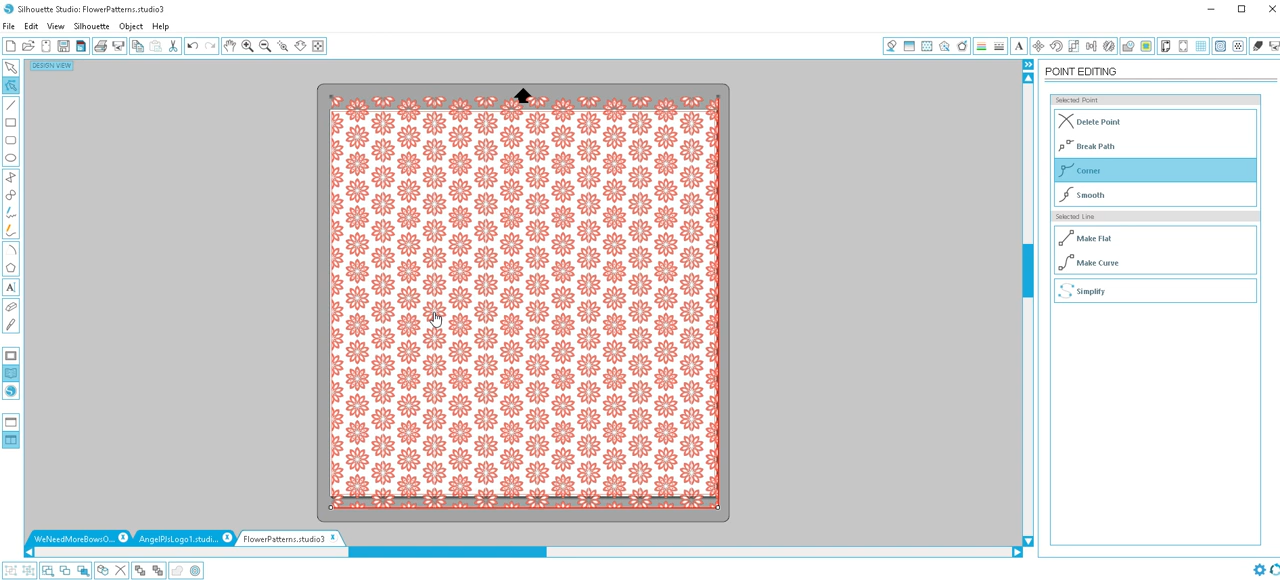 Silhouette Studio: FlowerPatterns.studio3
File Edit View Silhouette Object Help
DESIGN VIEW
POINT EDITING
Selected Point
Delete Point
Break Path
Corner
Smooth
Selected Line
Make Flat
Make Curve
Simplify
WeNeedMoreBowsO... x AngelPJsLogo1.studi... x FlowerPatterns.studio3 x